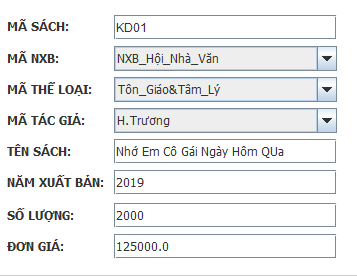 MÃ SÁCH: KD01
MÃ NXB: NXB_Hội_Nhà_Văn
MÃ THỂ LOẠI: Tôn_Giáo&Tâm_Lý
MÃ TÁC GIẢ: H.Trương
TÊN SÁCH: Nhớ Em Cô Gái Ngày Hôm QUa
NĂM XUẤT BẢN: 2019
SỐ LƯỢNG: 2000
ĐƠN GIÁ: 125000.0